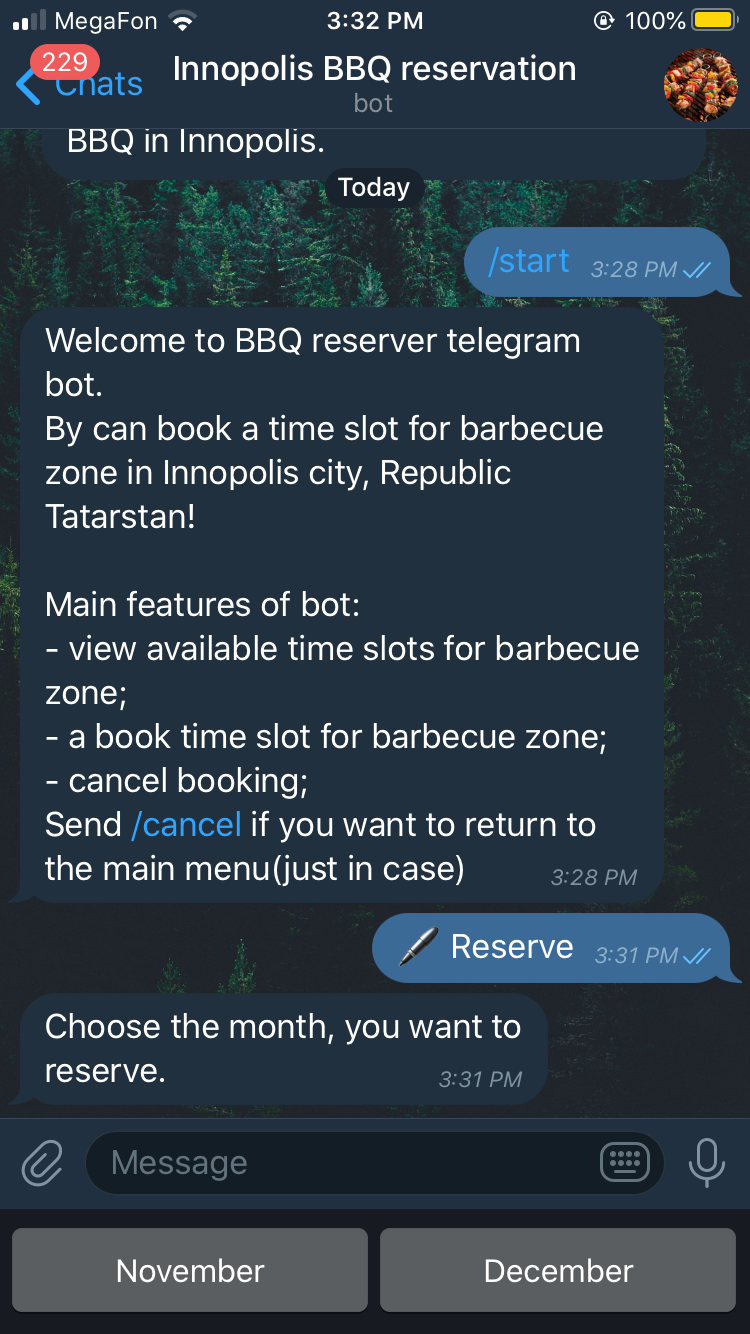 MegaFon 3:32 PM 100%
229
Chats
Innopolis BBQ reservation
bot
BBQ in Innopolis.
Today
/start 3:28 PM
Welcome to BBQ reserver telegram
bot.
By can book a time slot for barbecue
zone in Innopolis city, Republic
Tatarstan!
Main features of bot:
- view available time slots for barbecue
zone;
- a book time slot for barbecue zone;
- cancel booking;
Send /cancel if you want to return to
the main menu(just in case) 3:28 PM
Reserve 3:31 PM
Choose the month, you want to
reserve. 3:31 PM
Message
November December